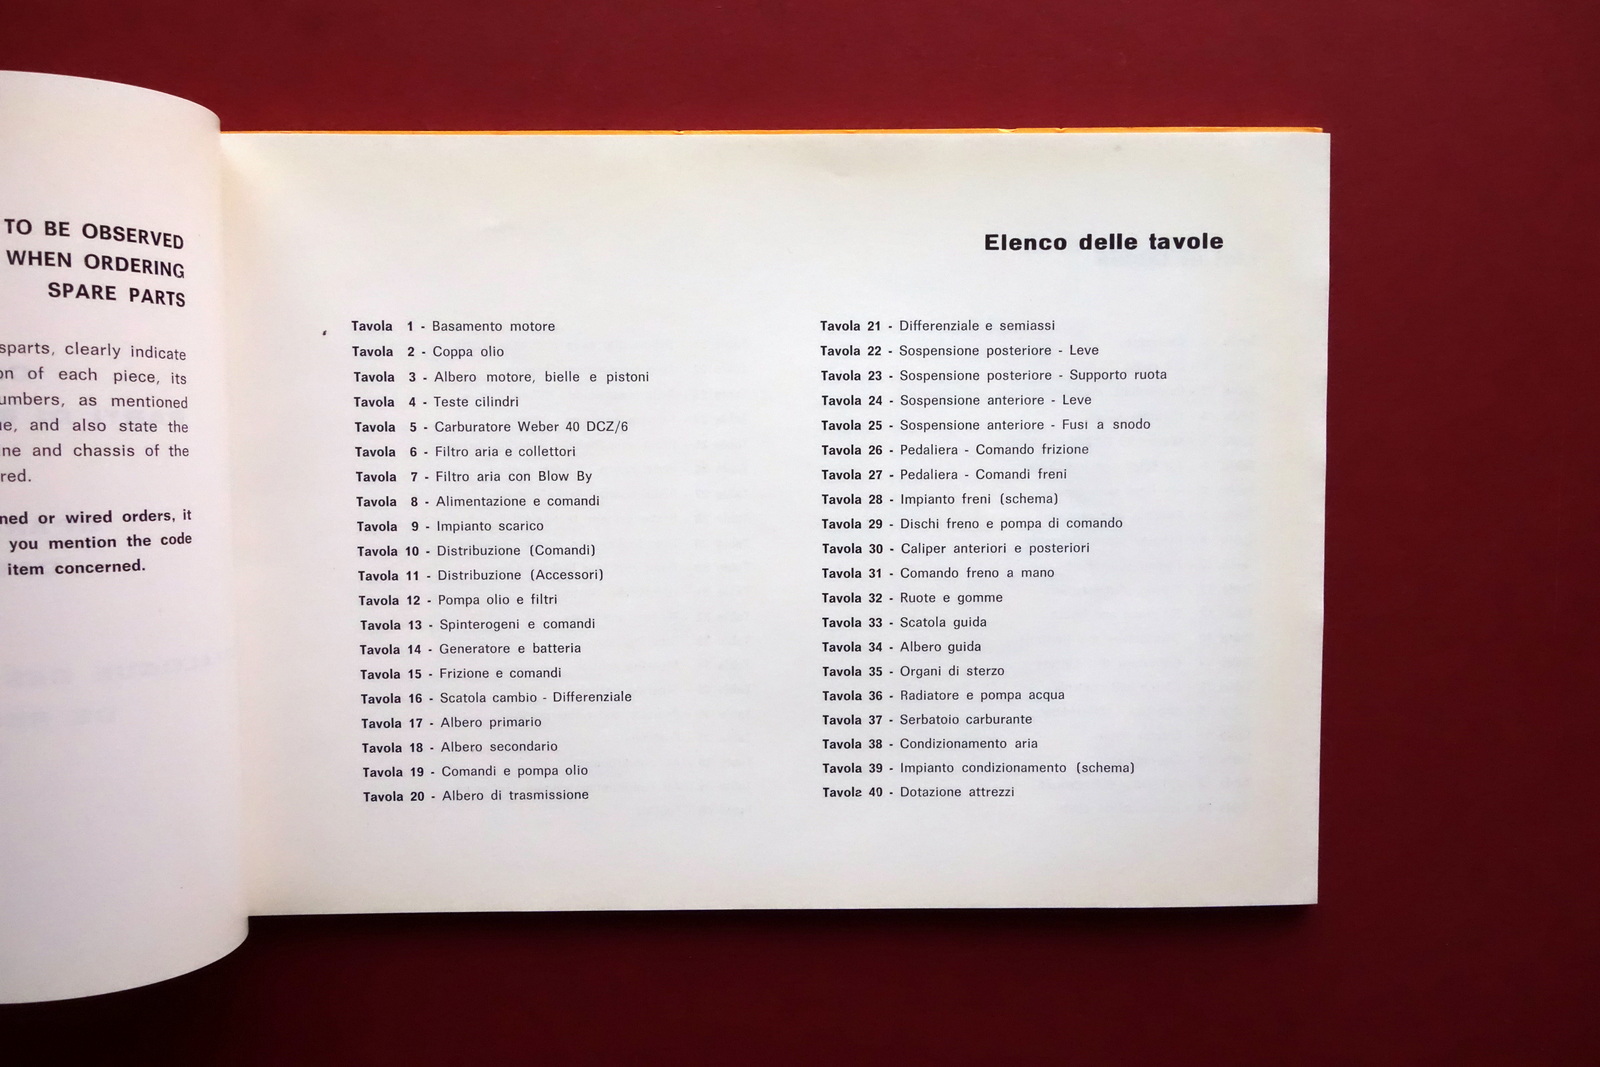 TO BE OBSERVED
WHEN ORDERING
SPARE PARTS
clearly indicate
of each piece, its
as mentioned
and also state the
and chassis of the
or wired orders, it
you mention the code
item concerned.
Elenco delle tavole
Tavola 1 - Basamento motore
Tavola 2 - Coppa olio
Tavola 3 - Albero motore, bielle e pistoni
Tavola 4 - Teste cilindri
Tavola 5 - Carburatore Weber 40 DCZ/6
Tavola 6 - Filtro aria e collettori
Tavola 7 - Filtro aria con Blow By
Tavola 8 - Alimentazione e comandi
Tavola 9 - Impianto scarico
Tavola 10 - Distribuzione (Comandi)
Tavola 11 - Distribuzione (Accessori)
Tavola 12 - Pompa olio e filtri
Tavola 13 - Spinterogeni e comandi
Tavola 14 - Generatore e batteria
Tavola 15 - Frizione e comandi
Tavola 16 - Scatola cambio - Differenziale
Tavola 17 - Albero primario
Tavola 18 - Albero secondario
Tavola 19 - Comandi e pompa olio
Tavola 20 - Albero di trasmissione
Tavola 21 - Differenziale e semiassi
Tavola 22 - Sospensione posteriore - Leve
Tavola 23 - Sospensione posteriore - Supporto ruota
Tavola 24 - Sospensione anteriore - Leve
Tavola 25 - Sospensione anteriore - Fusi a snodo
Tavola 26 - Pedaliera - Comando frizione
Tavola 27 - Pedaliera - Comandi freni
Tavola 28 - Impianto freni (schema)
Tavola 29 - Dischi freno e pompa di comando
Tavola 30 - Caliper anteriori e posteriori
Tavola 31 - Comando freno a mano
Tavola 32 - Ruote e gomme
Tavola 33 - Scatola guida
Tavola 34 - Albero guida
Tavola 35 - Organi di sterzo
Tavola 36 - Radiatore e pompa acqua
Tavola 37 - Serbatoio carburante
Tavola 38 - Condizionamento aria
Tavola 39 - Impianto condizionamento (schema)
Tavola 40 - Dotazione attrezzi